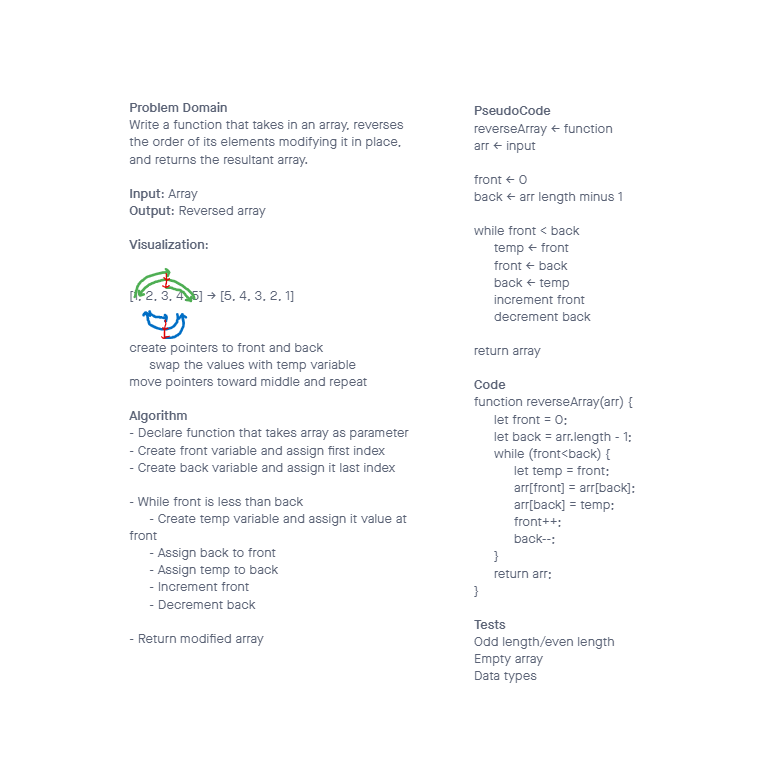 Problem Domain
Write a function that takes in an array, reverses
the order of its elements modifying it in place,
and returns the resultant array.
Input: Array
Output: Reversed array
Visualization:
[1, 2, 3, 4, 5] → [5, 4, 3, 2, 1]
create pointers to front and back
swap the values with temp variable
move pointers toward middle and repeat
Algorithm
- Declare function that takes array as parameter
- Create front variable and assign first index
- Create back variable and assign it last index
- While front is less than back
- Create temp variable and assign it value at
front
- Assign back to front
- Assign temp to back
- Increment front
- Decrement back
- Return modified array
PseudoCode
reverseArray ← function
arr ← input
front ← 0
back ← arr length minus 1
while front < back
temp ← front
front ← back
back ← temp
increment front
decrement back
return array
Code
function reverseArray(arr) {
let front = 0;
let back = arr.length - 1;
while (front<back) {
let temp = front;
arr[front] = arr[back];
arr[back] = temp;
front++;
back--;
}
return arr;
}
Tests
Odd length/even length
Empty array
Data types